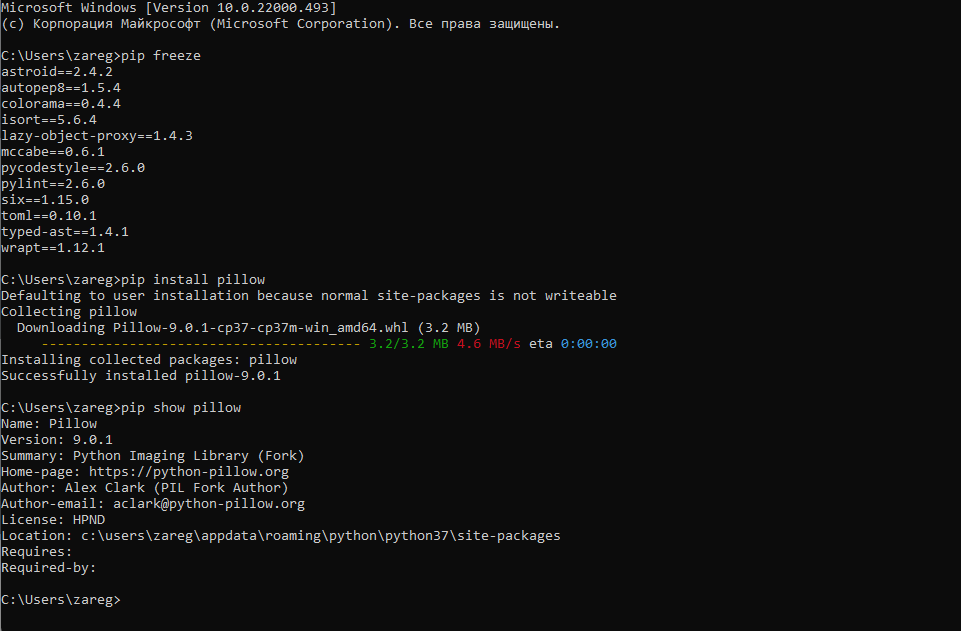 Microsoft Windows [Version 10.0.22000.493]
(c) Корпорация Майкрософт (Microsoft Corporation). Все права защищены.
C:\Users\zareg>pip freeze
astroid==2.4.2
autopep8==1.5.4
colorama==0.4.4
isort==5.6.4
lazy-object-proxy==1.4.3
mccabe==0.6.1
pycodestyle==2.6.0
pylint==2.6.0
six==1.15.0
toml==0.10.1
typed-ast==1.4.1
wrapt==1.12.1
C:\Users\zareg>pip install pillow
Defaulting to user installation because normal site-packages is not writeable
Collecting pillow
  Downloading Pillow-9.0.1-cp37-cp37m-win_amd64.whl (3.2 MB)
     ---------------------------------------- 3.2/3.2 MB 4.6 MB/s eta 0:00:00
Installing collected packages: pillow
Successfully installed pillow-9.0.1
C:\Users\zareg>pip show pillow
Name: Pillow
Version: 9.0.1
Summary: Python Imaging Library (Fork)
Home-page: https://python-pillow.org
Author: Alex Clark (PIL Fork Author)
Author-email: aclark@python-pillow.org
License: HPND
Location: c:\users\zareg\appdata\roaming\python\python37\site-packages
Requires:
Required-by:
C:\Users\zareg>